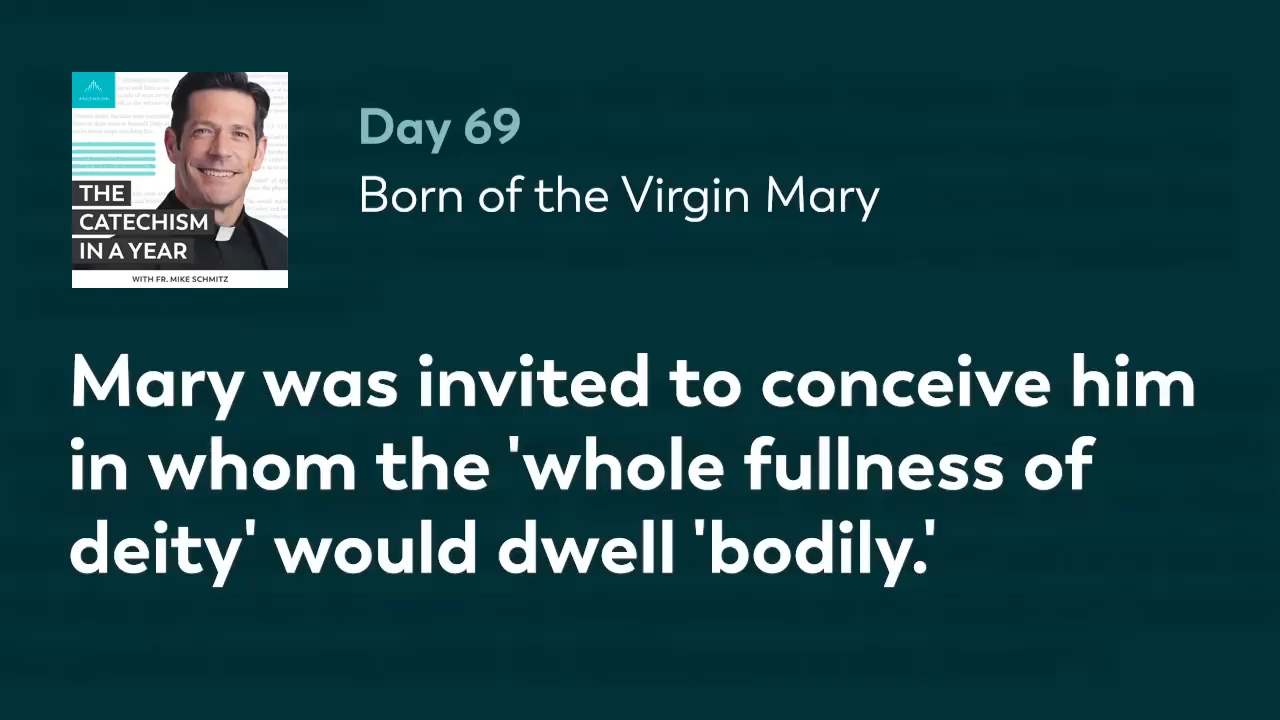 ASCENSION
THE
CATECHISM
IN A YEAR
WITH FR. MIKE SCHMITZ
Day 69
Born of the Virgin Mary
Mary was invited to conceive him
in whom the 'whole fullness of
deity' would dwell 'bodily.'